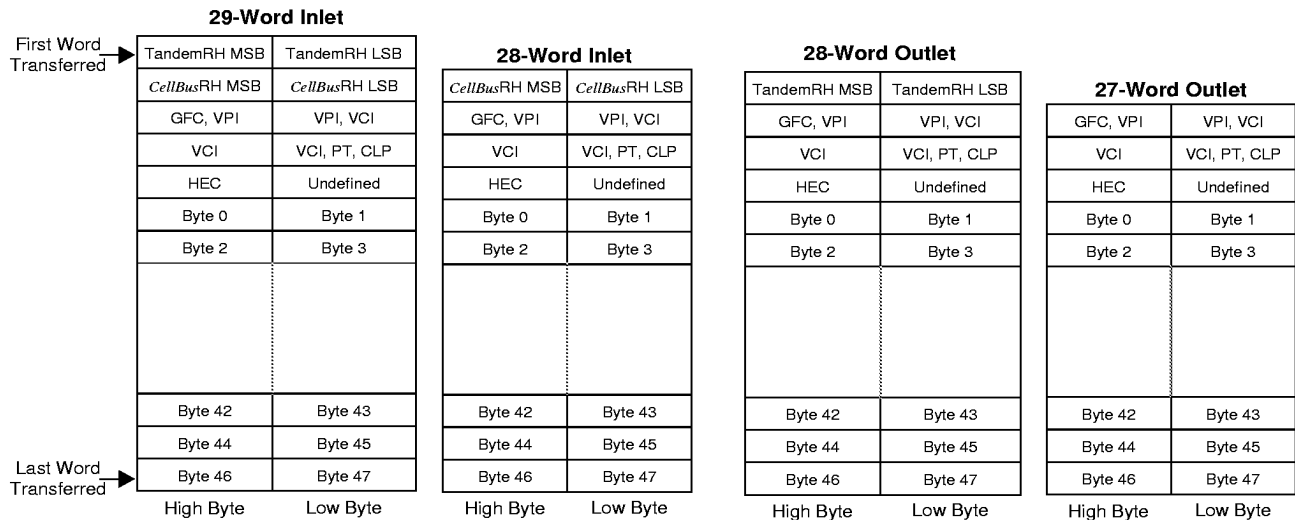 29-Word Inlet
First Word Transferred
TandemRH MSB TandemRH LSB
CellBusRH MSB CellBusRH LSB
GFC, VPI VPI, VCI
VCI VCI, PT, CLP
HEC Undefined
Byte 0 Byte 1
Byte 2 Byte 3
Byte 42 Byte 43
Byte 44 Byte 45
Last Word Transferred
Byte 46 Byte 47
High Byte Low Byte
28-Word Inlet
CellBusRH MSB CellBusRH LSB
GFC, VPI VPI, VCI
VCI VCI, PT, CLP
HEC Undefined
Byte 0 Byte 1
Byte 2 Byte 3
Byte 42 Byte 43
Byte 44 Byte 45
Byte 46 Byte 47
High Byte Low Byte
28-Word Outlet
TandemRH MSB TandemRH LSB
GFC, VPI VPI, VCI
VCI VCI, PT, CLP
HEC Undefined
Byte 0 Byte 1
Byte 2 Byte 3
Byte 42 Byte 43
Byte 44 Byte 45
Byte 46 Byte 47
High Byte Low Byte
27-Word Outlet
GFC, VPI VPI, VCI
VCI VCI, PT, CLP
HEC Undefined
Byte 0 Byte 1
Byte 2 Byte 3
Byte 42 Byte 43
Byte 44 Byte 45
Byte 46 Byte 47
High Byte Low Byte